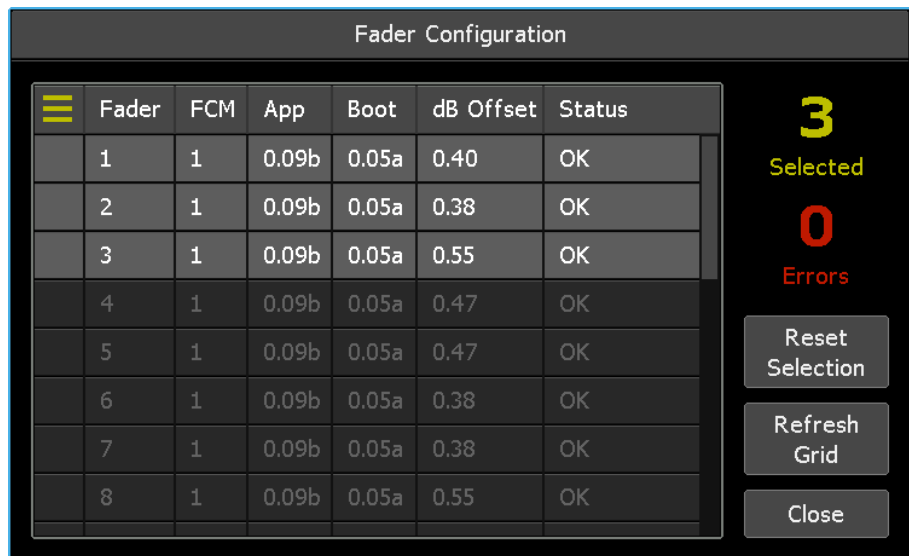 Fader Configuration
Fader FCM App Boot dB Offset Status
1 1 0.09b 0.05a 0.40 OK
2 1 0.09b 0.05a 0.38 OK
3 1 0.09b 0.05a 0.55 OK
4 1 0.09b 0.05a 0.47 OK
5 1 0.09b 0.05a 0.47 OK
6 1 0.09b 0.05a 0.38 OK
7 1 0.09b 0.05a 0.38 OK
8 1 0.09b 0.05a 0.55 OK
3
Selected
0
Errors
Reset
Selection
Refresh
Grid
Close